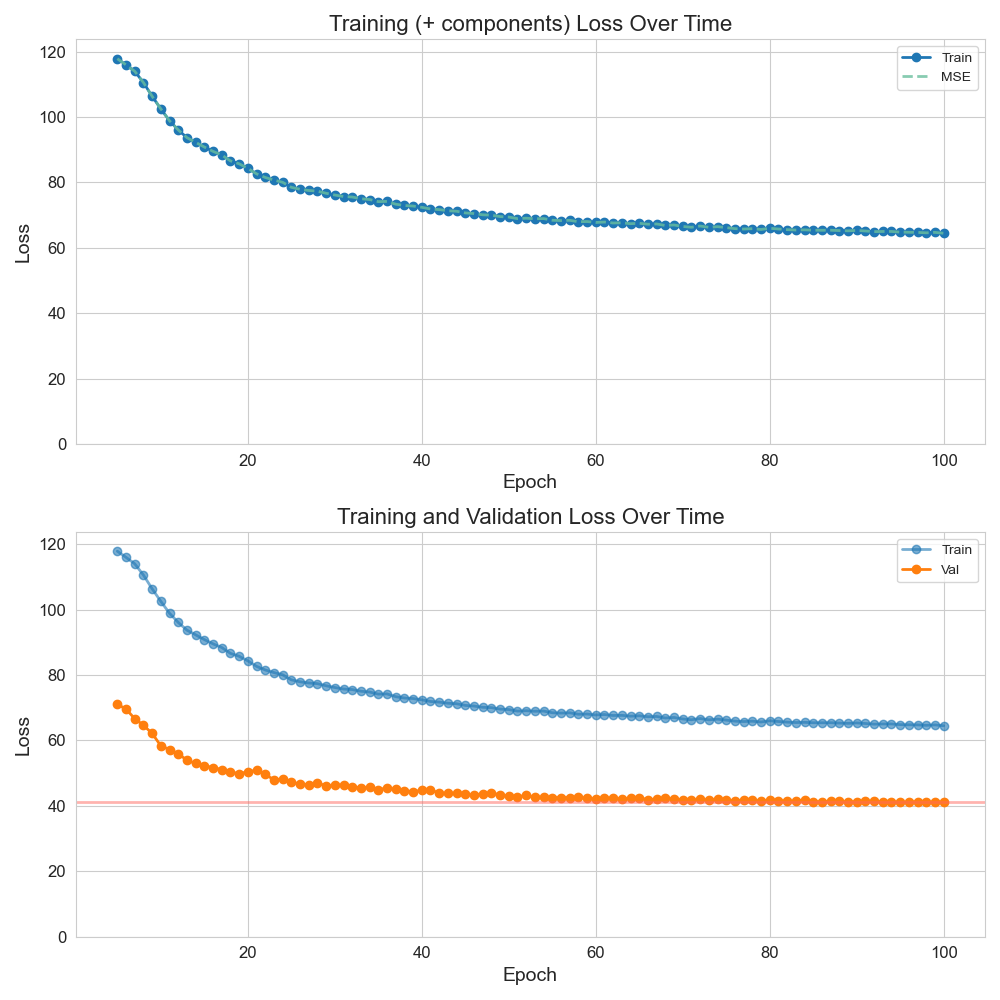 Training (+ components) Loss Over Time
Train
MSE
120
100
80
60
40
20
0
Loss
20 40 60 80 100
Epoch
Training and Validation Loss Over Time
Train
Val
120
100
80
60
40
20
0
Loss
20 40 60 80 100
Epoch